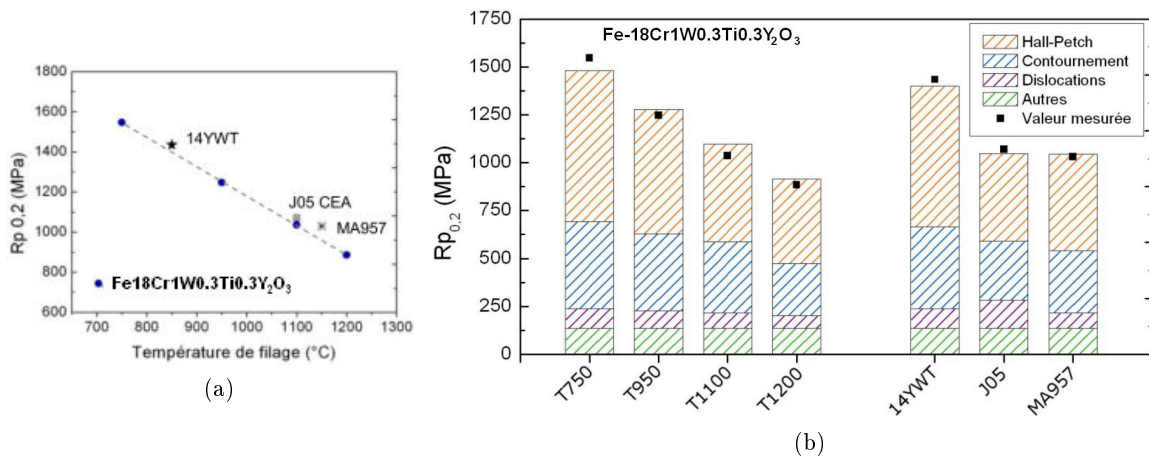 1800
1600
1400
1200
1000
800
600
Rp 0,2 (MPa)
14YWT
J05 CEA
MA957
Fe18Cr1W0.3Ti0.3Y₂O₃
700 800 900 1000 1100 1200 1300
Température de filage (°C)
(a)
1750
1500
1250
1000
750
500
250
0
Rp₀,₂ (MPa)
Fe-18Cr1W0.3Ti0.3Y₂O₃
Hall-Petch
Contournement
Dislocations
Autres
Valeur mesurée
T750 T950 T1100 T1200 14YWT J05 MA957
(b)